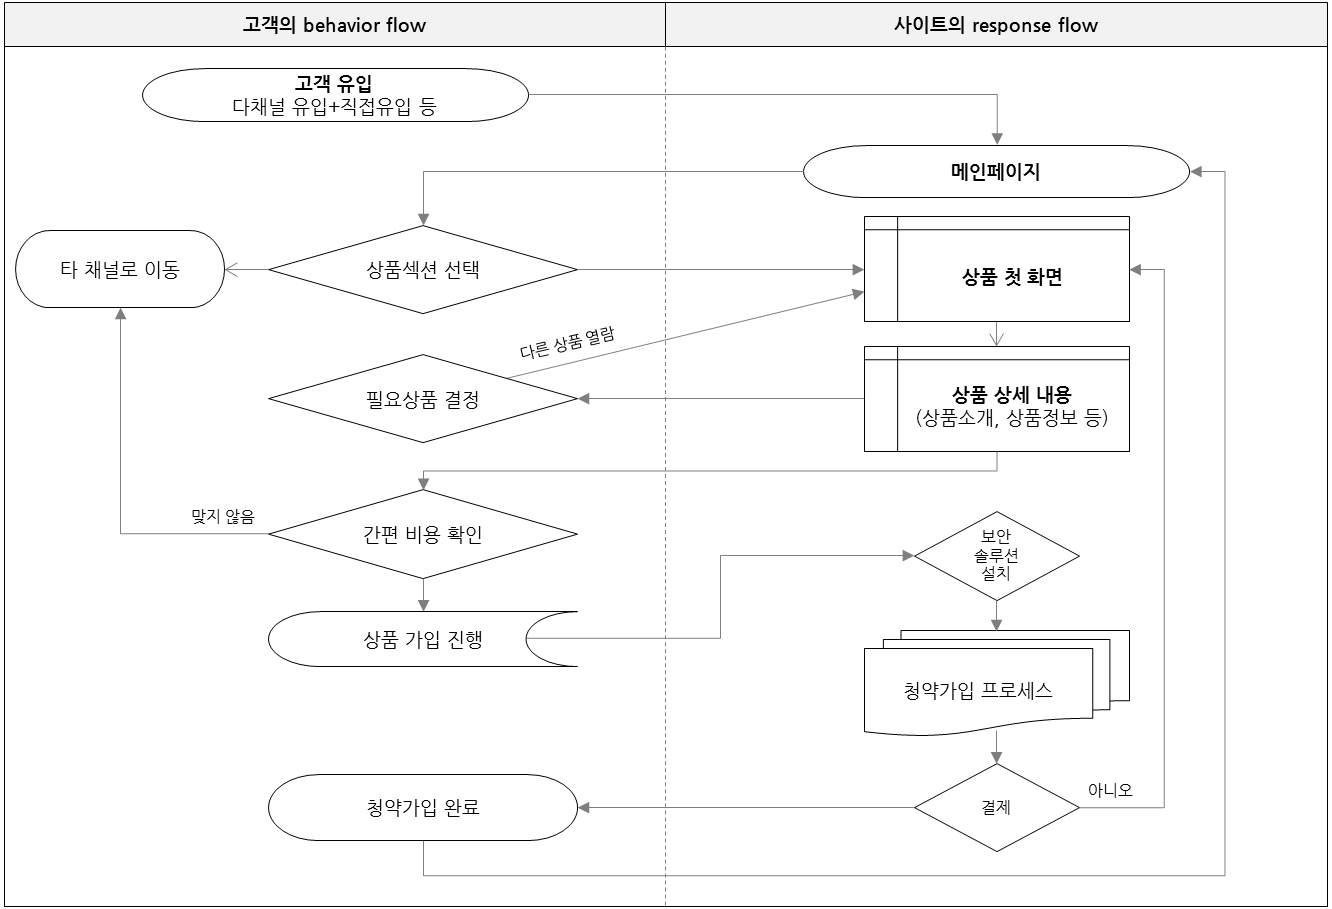 고객의 behavior flow
사이트의 response flow
고객 유입
다채널 유입+직접유입 등
메인페이지
타 채널로 이동
상품섹션 선택
상품 첫 화면
다른 상품 열람
필요상품 결정
상품 상세 내용
(상품소개, 상품정보 등)
맞지 않음
간편 비용 확인
보안
솔루션
설치
상품 가입 진행
청약가입 프로세스
아니오
청약가입 완료
결제